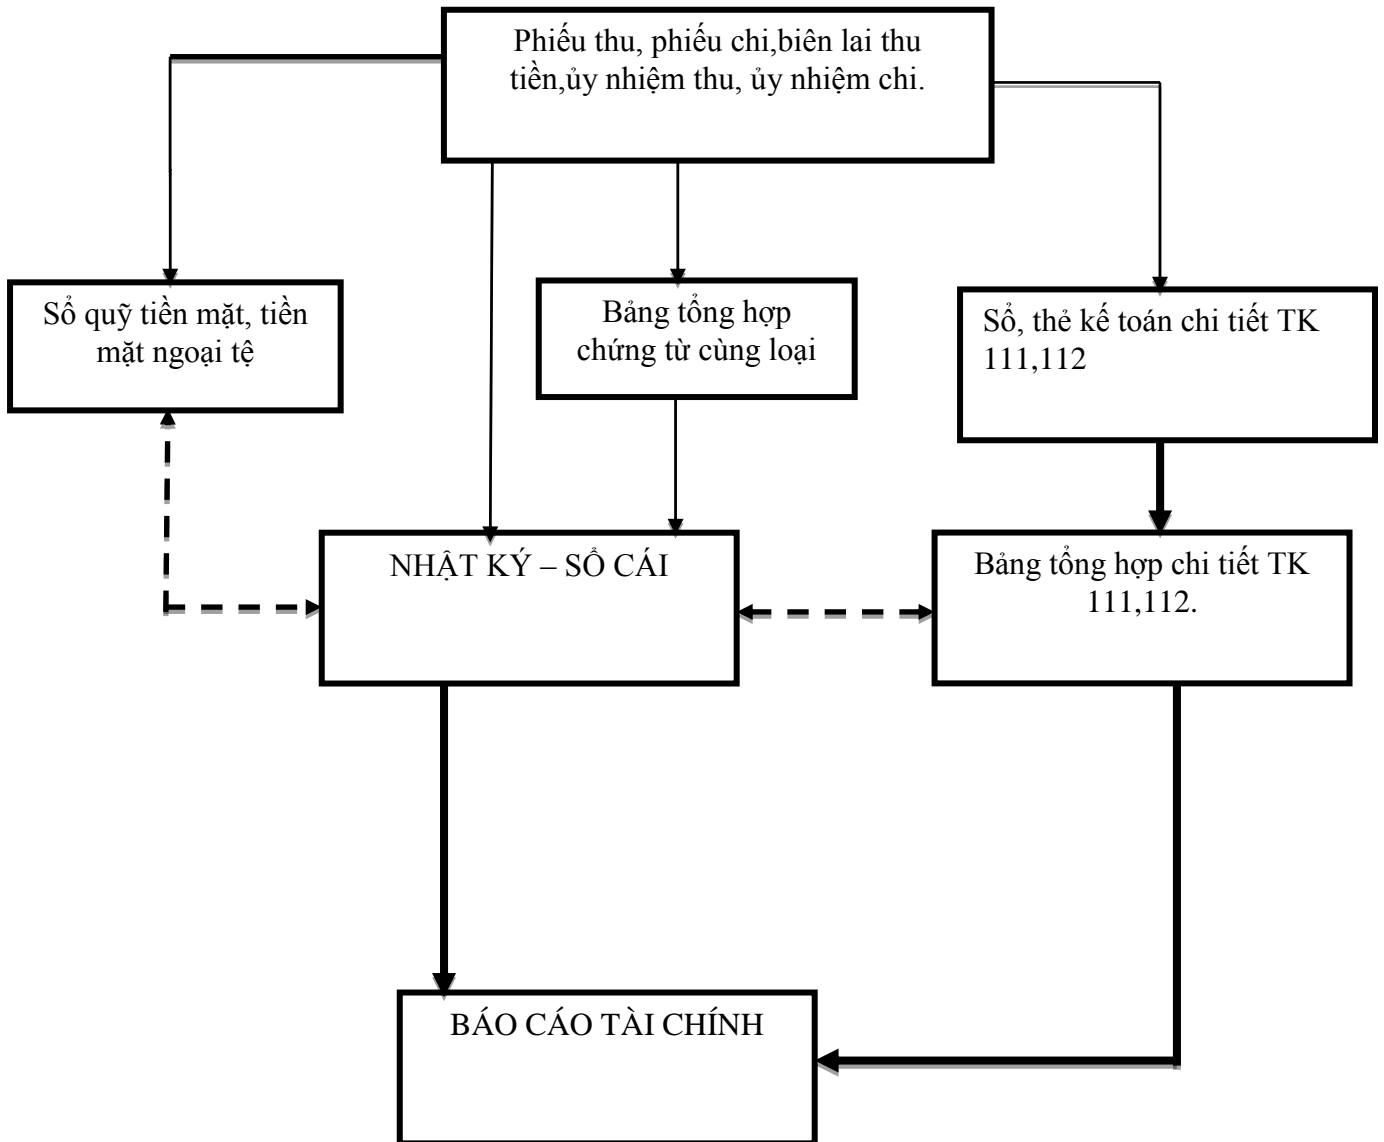 Phiếu thu, phiếu chi,biên lai thu
tiền,ủy nhiệm thu, ủy nhiệm chi.
Sổ quỹ tiền mặt, tiền
mặt ngoại tệ
Bảng tổng hợp
chứng từ cùng loại
Sổ, thẻ kế toán chi tiết TK
111,112
NHẬT KÝ – SỔ CÁI
Bảng tổng hợp chi tiết TK
111,112.
BÁO CÁO TÀI CHÍNH